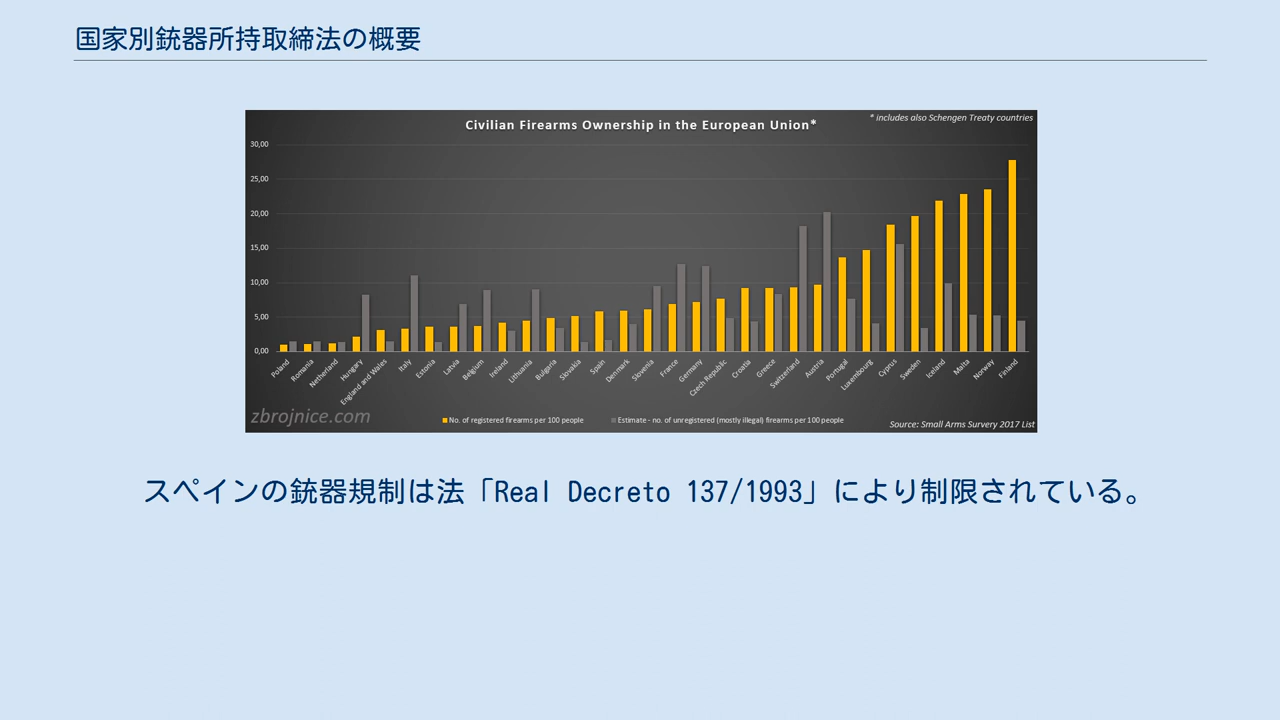 国家別銃器所持取締法の概要
Civilian Firearms Ownership in the European Union*
* includes also Schengen Treaty countries
30,00
25,00
20,00
15,00
10,00
5,00
0,00
Poland
Romania
Netherland
Hungary
England and Wales
Italy
Estonia
Latvia
Belgium
Ireland
Lithuania
Bulgaria
Slovakia
Spain
Denmark
Slovenia
France
Germany
Czech Republic
Croatia
Greece
Switzerland
Austria
Portugal
Luxembourg
Cyprus
Sweden
Iceland
Malta
Norway
Finland
zbrojnice.com
No. of registered firearms per 100 people
Estimate - no. of unregistered (mostly illegal) firearms per 100 people
Source: Small Arms Survery 2017 List
スペインの銃器規制は法「Real Decreto 137/1993」により制限されている。